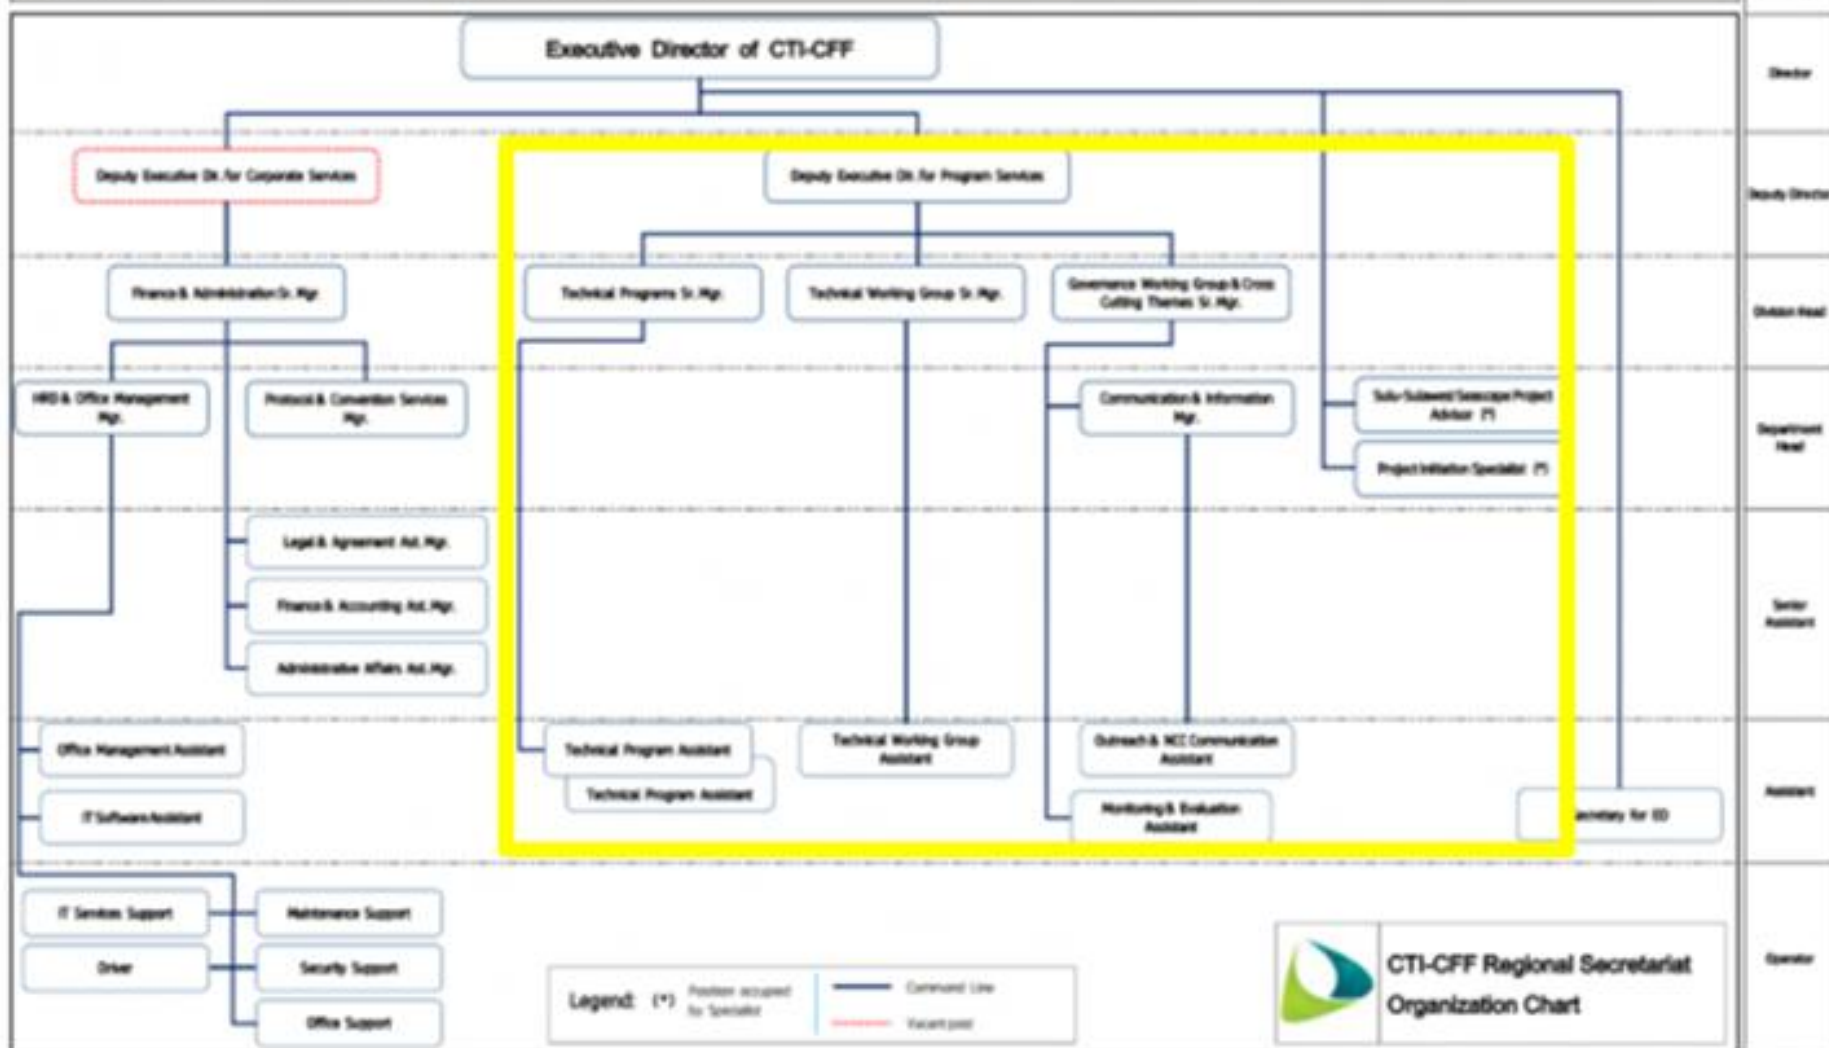 Executive Director of CTI-CFF
Director
Deputy Executive Dir. for Corporate Services
Deputy Executive Dir. for Program Services
Deputy Director
Finance & Administration Sr. Mgr.
Technical Programs Sr. Mgr.
Technical Working Group Sr. Mgr.
Governance Working Group & Cross
Cutting Themes Sr. Mgr.
Division Head
HRD & Office Management
Mgr.
Protocol & Convention Services
Mgr.
Communication & Information
Mgr.
Sulu-Sulawesi Seascape Project
Advisor (*)
Project Initiation Specialist (*)
Department
Head
Legal & Agreement Ast. Mgr.
Finance & Accounting Ast. Mgr.
Administrative Affairs Ast. Mgr.
Senior
Assistant
Office Management Assistant
IT Software Assistant
Technical Program Assistant
Technical Program Assistant
Technical Working Group
Assistant
Outreach & NCC Communication
Assistant
Monitoring & Evaluation
Assistant
ecretary for ED
Assistant
IT Services Support
Maintenance Support
Driver
Security Support
Office Support
Operator
Legend: (*) Position occupied
by Specialist
Command Line
Vacant post
CTI-CFF Regional Secretariat
Organization Chart